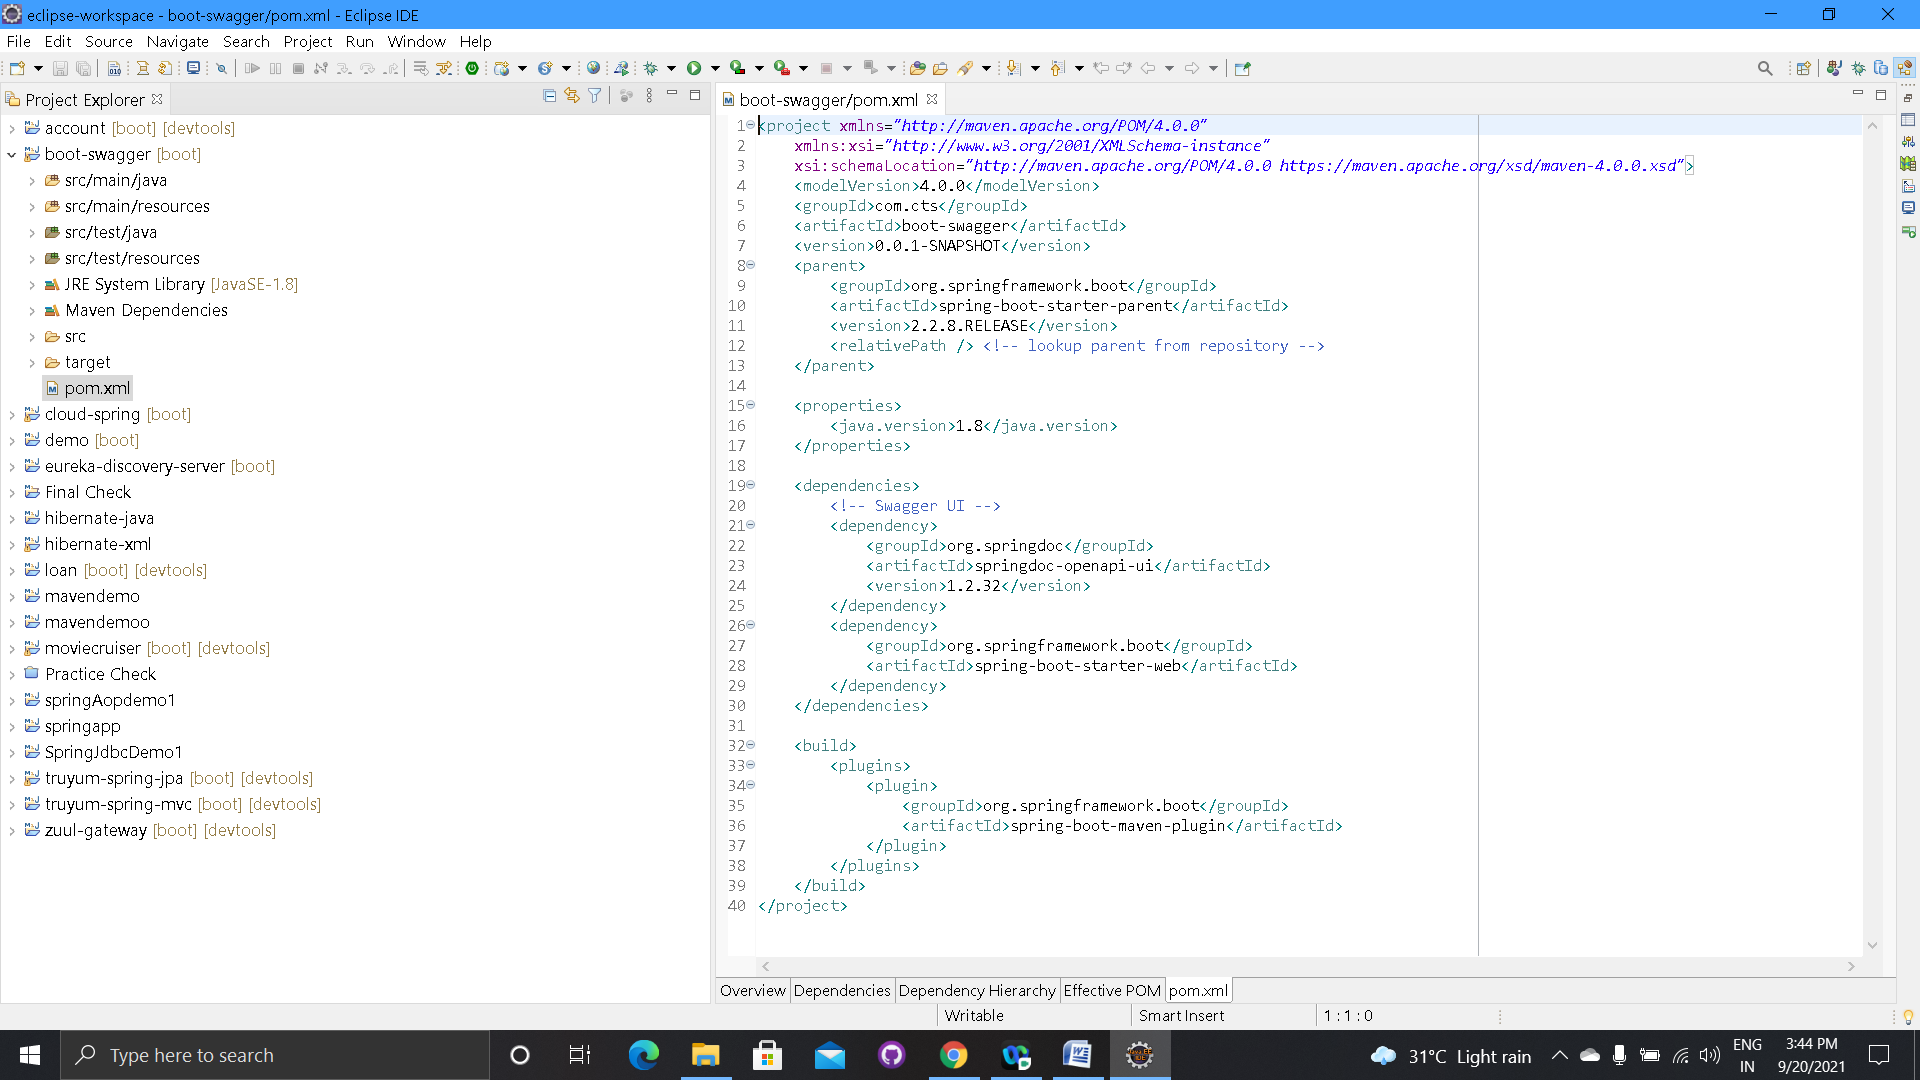 eclipse-workspace - boot-swagger/pom.xml - Eclipse IDE
File Edit Source Navigate Search Project Run Window Help
Project Explorer
account [boot] [devtools]
boot-swagger [boot]
src/main/java
src/main/resources
src/test/java
src/test/resources
JRE System Library [JavaSE-1.8]
Maven Dependencies
src
target
pom.xml
cloud-spring [boot]
demo [boot]
eureka-discovery-server [boot]
Final Check
hibernate-java
hibernate-xml
loan [boot] [devtools]
mavendemo
mavendemoo
moviecruiser [boot] [devtools]
Practice Check
springAopdemo1
springapp
SpringJdbcDemo1
truyum-spring-jpa [boot] [devtools]
truyum-spring-mvc [boot] [devtools]
zuul-gateway [boot] [devtools]
boot-swagger/pom.xml
1 <project xmlns="http://maven.apache.org/POM/4.0.0"
2 xmlns:xsi="http://www.w3.org/2001/XMLSchema-instance"
3 xsi:schemaLocation="http://maven.apache.org/POM/4.0.0 https://maven.apache.org/xsd/maven-4.0.0.xsd">
4 <modelVersion>4.0.0</modelVersion>
5 <groupId>com.cts</groupId>
6 <artifactId>boot-swagger</artifactId>
7 <version>0.0.1-SNAPSHOT</version>
8 <parent>
9 <groupId>org.springframework.boot</groupId>
10 <artifactId>spring-boot-starter-parent</artifactId>
11 <version>2.2.8.RELEASE</version>
12 <relativePath /> <!-- lookup parent from repository -->
13 </parent>
14
15 <properties>
16 <java.version>1.8</java.version>
17 </properties>
18
19 <dependencies>
20 <!-- Swagger UI -->
21 <dependency>
22 <groupId>org.springdoc</groupId>
23 <artifactId>springdoc-openapi-ui</artifactId>
24 <version>1.2.32</version>
25 </dependency>
26 <dependency>
27 <groupId>org.springframework.boot</groupId>
28 <artifactId>spring-boot-starter-web</artifactId>
29 </dependency>
30 </dependencies>
31
32 <build>
33 <plugins>
34 <plugin>
35 <groupId>org.springframework.boot</groupId>
36 <artifactId>spring-boot-maven-plugin</artifactId>
37 </plugin>
38 </plugins>
39 </build>
40 </project>
Overview Dependencies Dependency Hierarchy Effective POM pom.xml
Writable Smart Insert 1 : 1 : 0
Type here to search
31°C Light rain
ENG
IN
3:44 PM
9/20/2021